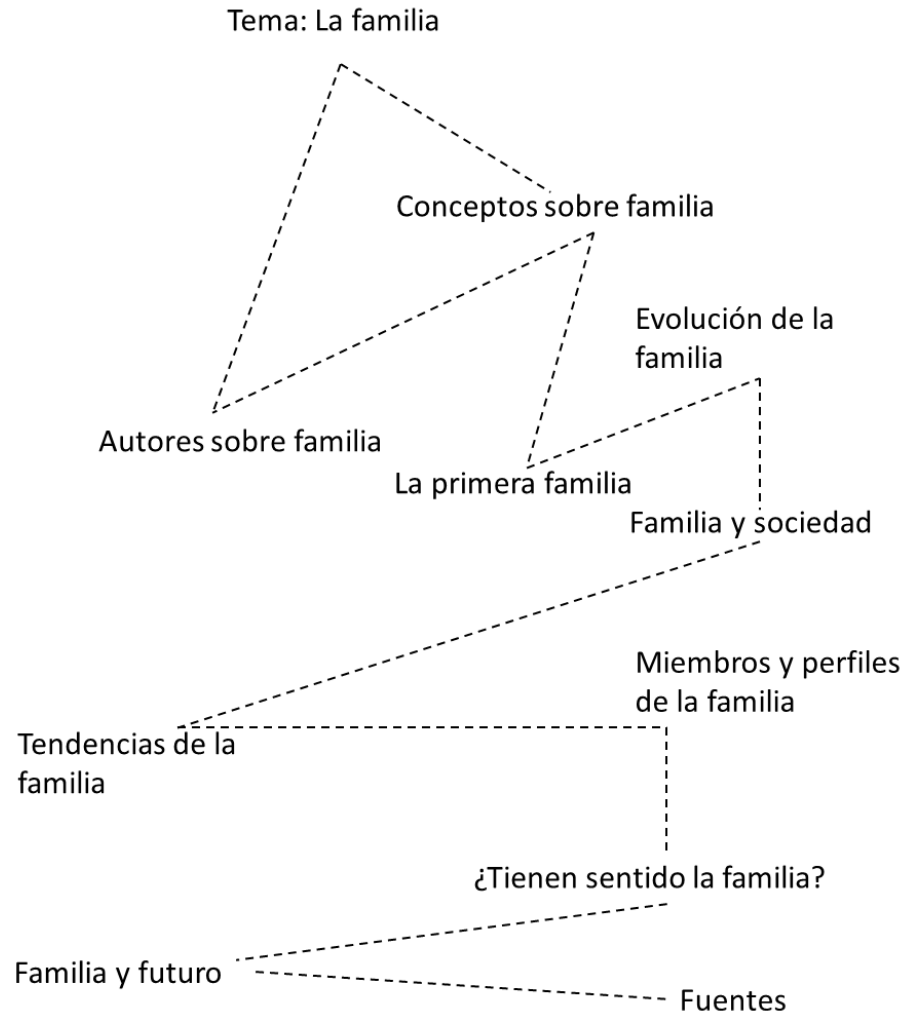 Tema: La familia
Conceptos sobre familia
Evolución de la
familia
Autores sobre familia
La primera familia
Familia y sociedad
Miembros y perfiles
de la familia
Tendencias de la
familia
¿Tienen sentido la familia?
Familia y futuro
Fuentes